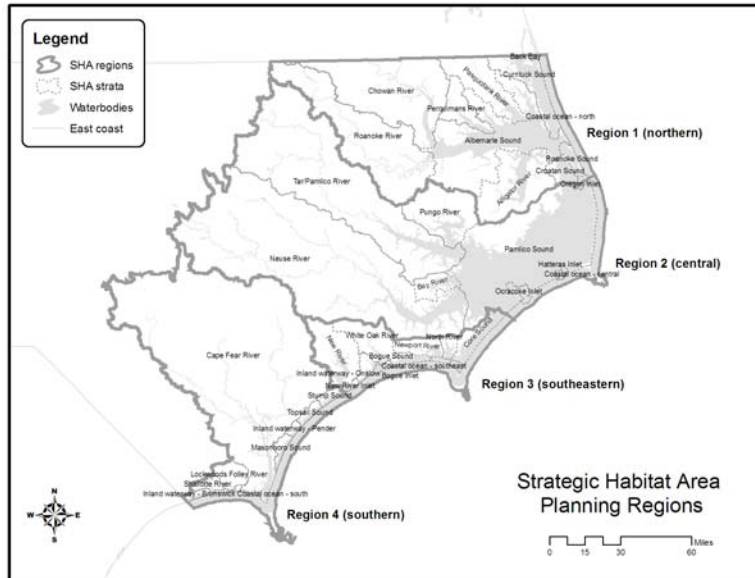 Legend
SHA regions
SHA strata
Waterbodies
East coast
Back Bay
Currituck Sound
Pasquotank River
Chowan River
Perquimans River
Coastal ocean - north
Region 1 (northern)
Roanoke River
Albemarle Sound
Roanoke Sound
Croatan Sound
Alligator River
Oregon Inlet
Tar/Pamlico River
Pungo River
Pamlico Sound
Neuse River
Region 2 (central)
Hatteras Inlet
Coastal ocean - central
Bay River
Ocracoke Inlet
White Oak River
North River
Core Sound
New River
Newport River
Cape Fear River
Bogue Sound
Coastal ocean - southeast
Inland waterway - Onslow
Bogue Inlet
New River Inlet
Region 3 (southeastern)
Stump Sound
Topsail Sound
Inland waterway - Pender
Masonboro Sound
Lockwoods Folley River
Shallotte River
Inland waterway - Brunswick
Coastal ocean - south
Region 4 (southern)
Strategic Habitat Area
Planning Regions
N
W
E
S
Miles
0 15 30 60